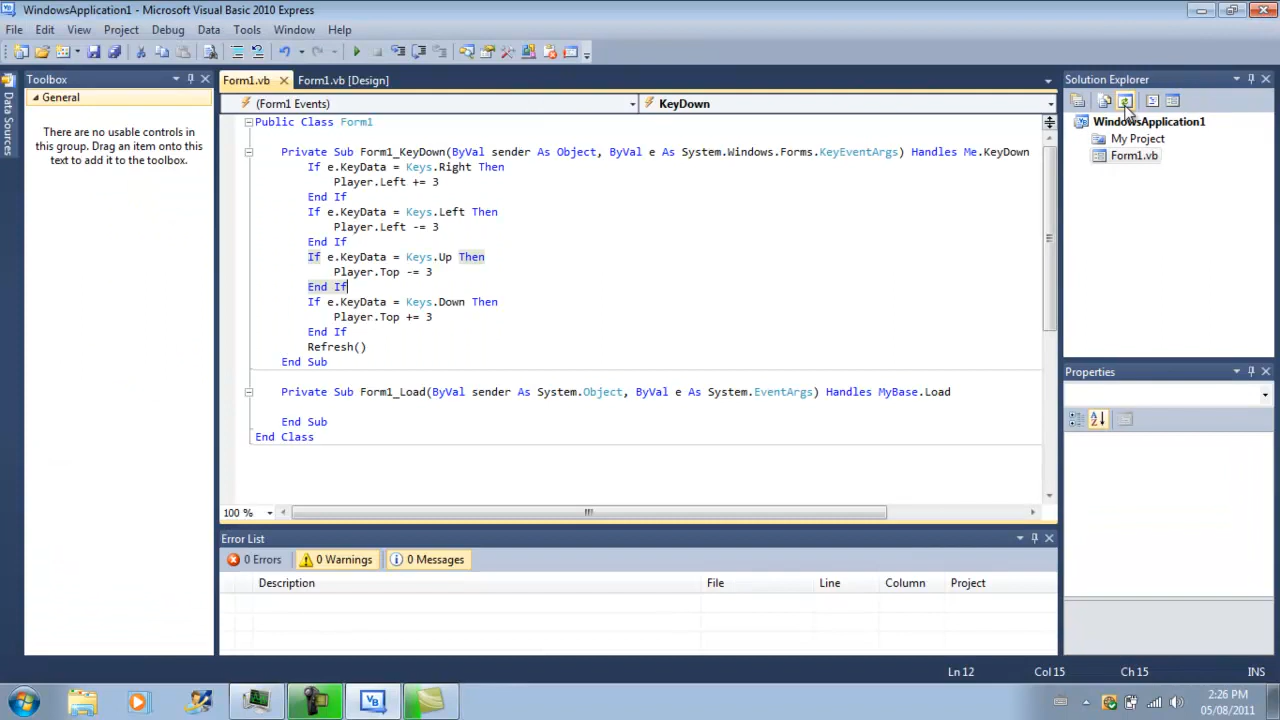 WindowsApplication1 - Microsoft Visual Basic 2010 Express
File Edit View Project Debug Data Tools Window Help
Toolbox
General
There are no usable controls in
this group. Drag an item onto this
text to add it to the toolbox.
Data Sources
Form1.vb
Form1.vb [Design]
(Form1 Events)
KeyDown
Public Class Form1
Private Sub Form1_KeyDown(ByVal sender As Object, ByVal e As System.Windows.Forms.KeyEventArgs) Handles Me.KeyDown
If e.KeyData = Keys.Right Then
Player.Left += 3
End If
If e.KeyData = Keys.Left Then
Player.Left -= 3
End If
If e.KeyData = Keys.Up Then
Player.Top -= 3
End If
If e.KeyData = Keys.Down Then
Player.Top += 3
End If
Refresh()
End Sub
Private Sub Form1_Load(ByVal sender As System.Object, ByVal e As System.EventArgs) Handles MyBase.Load
End Sub
End Class
100 %
Error List
0 Errors
0 Warnings
0 Messages
Description File Line Column Project
Solution Explorer
WindowsApplication1
My Project
Form1.vb
Properties
Ln 12 Col 15 Ch 15 INS
2:26 PM
05/08/2011